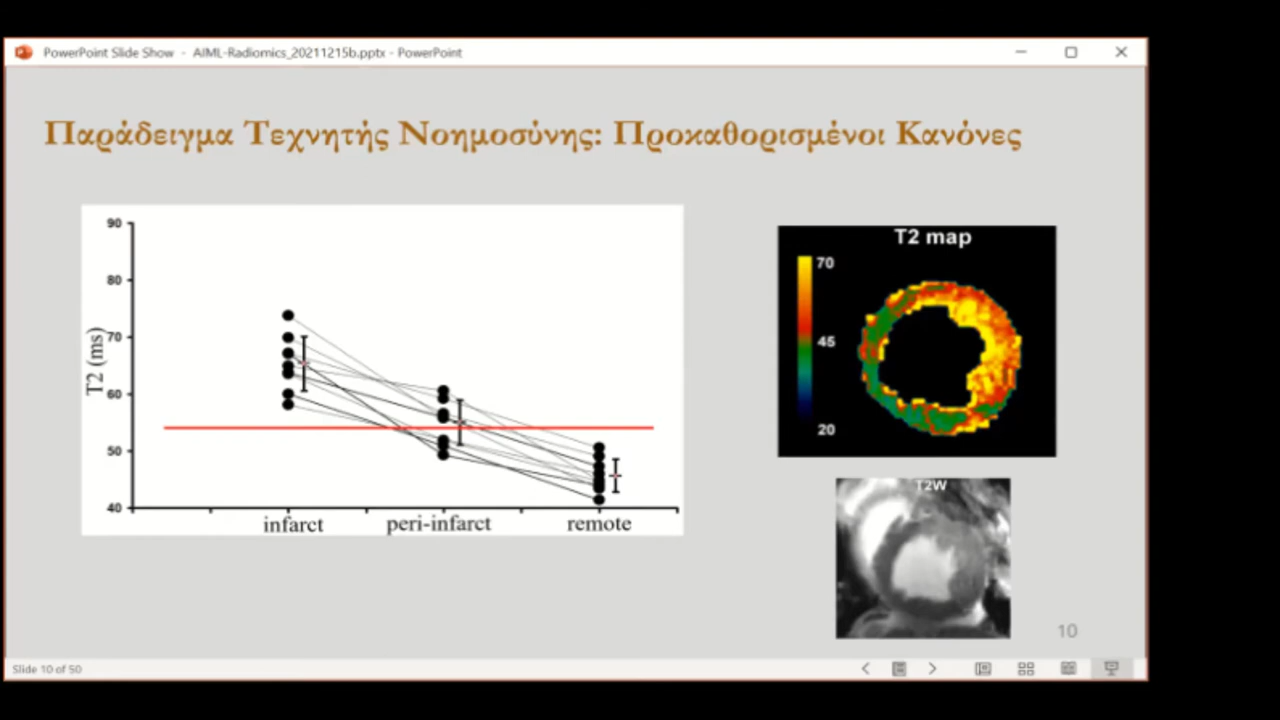 PowerPoint Slide Show - AIML-Radiomics_20211215b.pptx - PowerPoint
Παράδειγμα Τεχνητής Νοημοσύνης: Προκαθορισμένοι Κανόνες
90
80
70
60
50
40
T2 (ms)
infarct peri-infarct remote
T2 map
70
45
20
T2W
10
Slide 10 of 50